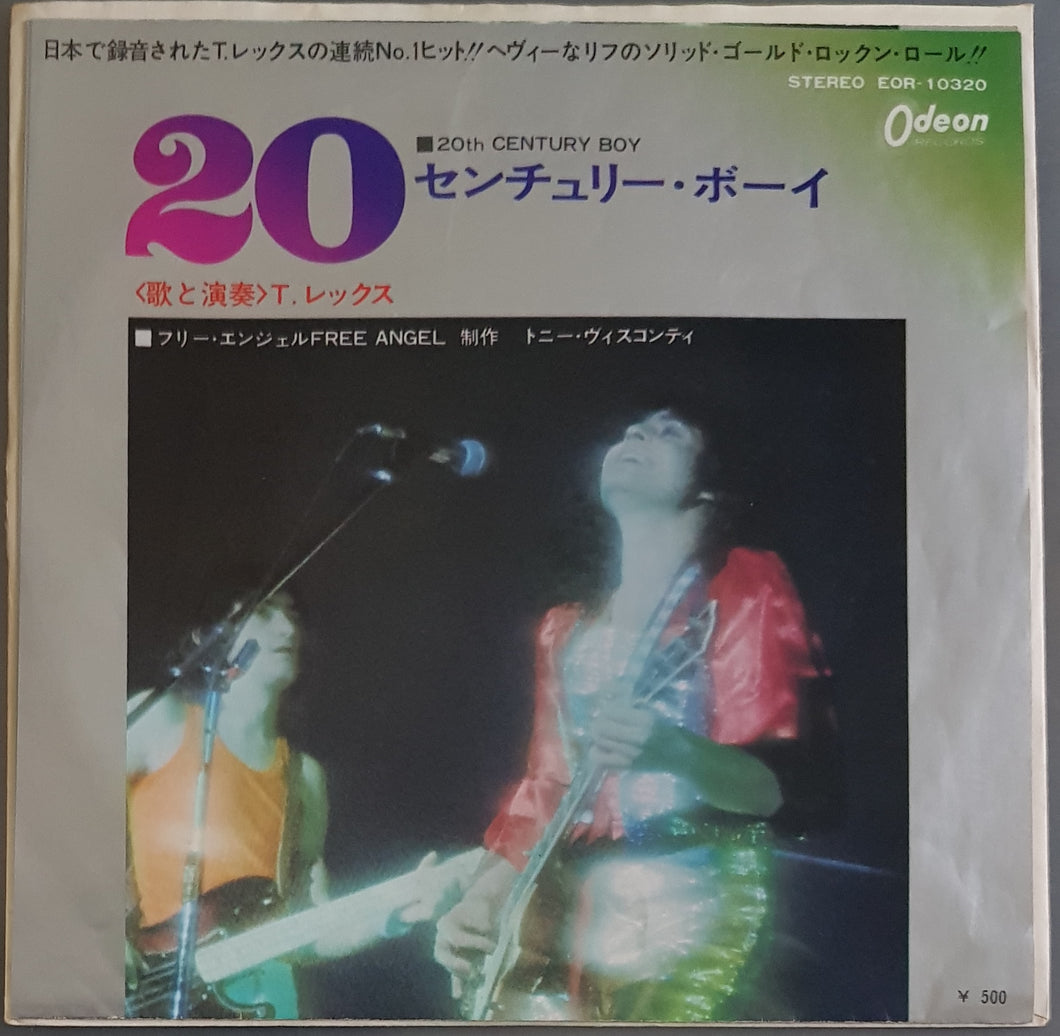 日本で録音されたT.レックスの連続No.1ヒット!!ヘヴィーなリフのソリッド・ゴールド・ロックン・ロール!!
STEREO EOR-10320
Odeon
RECORDS
20
■20th CENTURY BOY
センチュリー・ボーイ
〈歌と演奏〉T.レックス
■フリー・エンジェルFREE ANGEL 制作 トニー・ヴィスコンティ
¥ 500